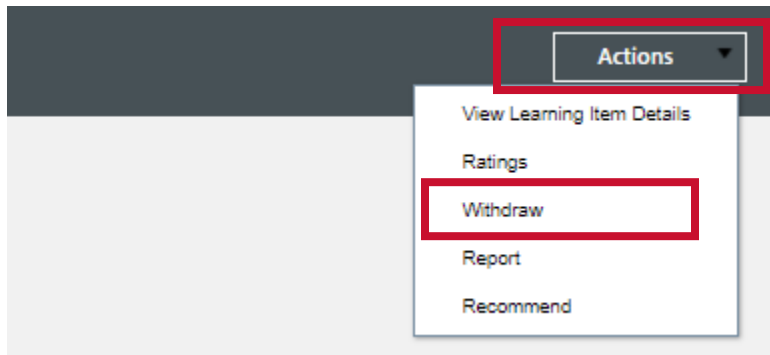 Actions
View Learning Item Details
Ratings
Withdraw
Report
Recommend